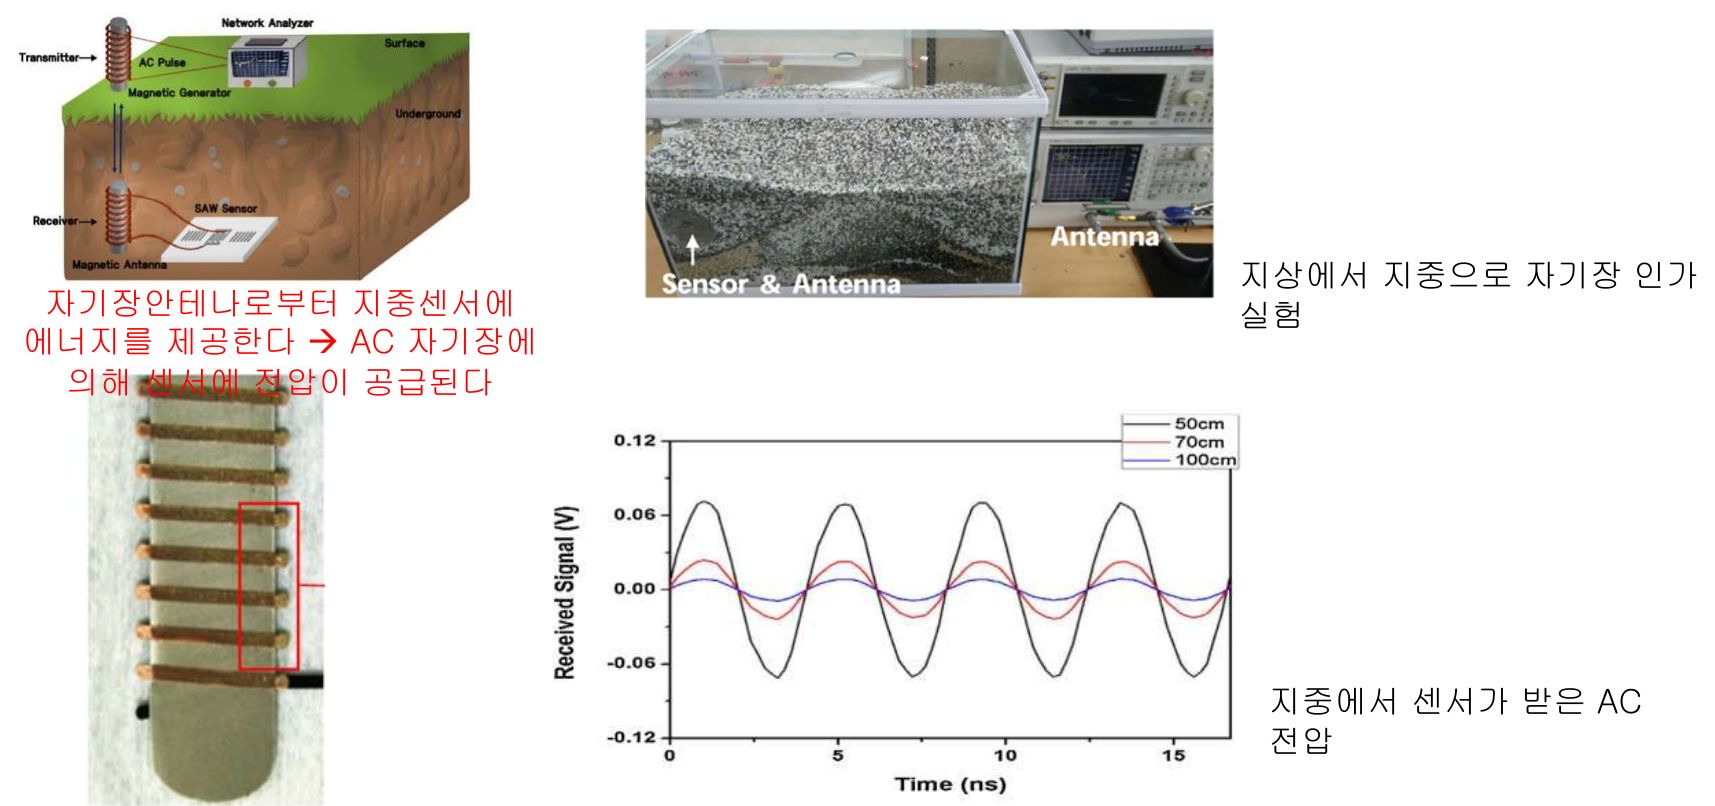 Network Analyzer
Transmitter
AC Pulse
Surface
Magnetic Generator
Underground
SAW Sensor
Receiver
Magnetic Antenna
자기장안테나로부터 지중센서에
에너지를 제공한다 → AC 자기장에
의해 센서에 전압이 공급된다
Antenna
Sensor & Antenna
지상에서 지중으로 자기장 인가
실험
50cm
70cm
100cm
0.12
0.06
0.00
-0.06
-0.12
Received Signal (V)
0 5 10 15
Time (ns)
지중에서 센서가 받은 AC
전압